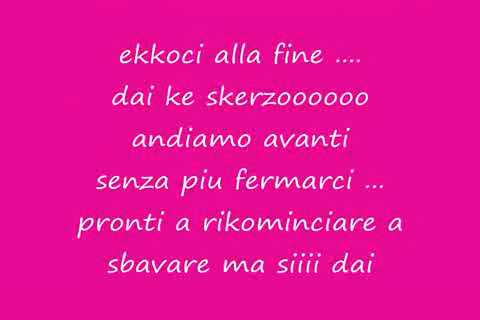 ekkoci alla fine ....
dai ke skerzoooooo
andiamo avanti
senza piu fermarci ...
pronti a rikominciare a
sbavare ma siiii dai